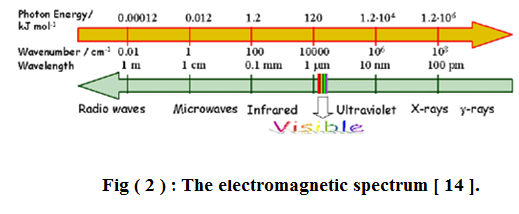 Photon Energy/ 0.00012 0.012 1.2 120 1.2·10⁴ 1.2·10⁶
kJ mol⁻¹
Wavenumber / cm⁻¹ 0.01 1 100 10000 10⁶ 10⁸
Wavelength 1 m 1 cm 0.1 mm 1 µm 10 nm 100 pm
Radio waves Microwaves Infrared Ultraviolet X-rays γ-rays
Visible
Fig ( 2 ) : The electromagnetic spectrum [ 14 ].